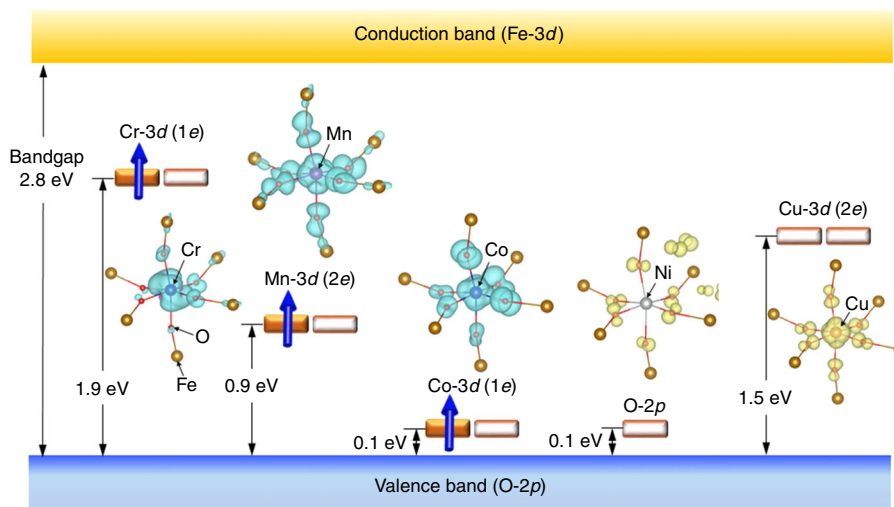 Conduction band (Fe-3d)
Bandgap
2.8 eV
Cr-3d (1e)
Mn
Cr
O
Fe
1.9 eV
Mn-3d (2e)
0.9 eV
Co
Co-3d (1e)
0.1 eV
Ni
O-2p
0.1 eV
Cu-3d (2e)
Cu
1.5 eV
Valence band (O-2p)